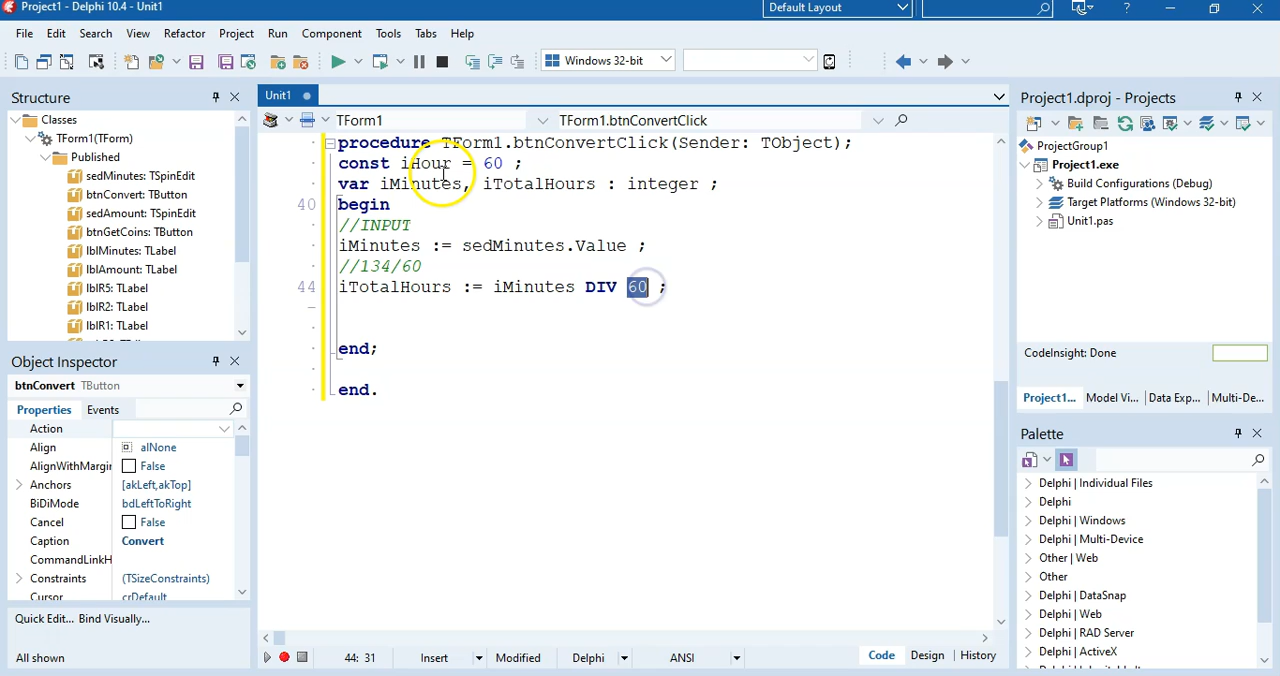 Project1 - Delphi 10.4 - Unit1
Default Layout
File Edit Search View Refactor Project Run Component Tools Tabs Help
Windows 32-bit
Structure
Classes
TForm1(TForm)
Published
sedMinutes: TSpinEdit
btnConvert: TButton
sedAmount: TSpinEdit
btnGetCoins: TButton
lblMinutes: TLabel
lblAmount: TLabel
lblR5: TLabel
lblR2: TLabel
lblR1: TLabel
Object Inspector
btnConvert TButton
Properties Events
Action
Align alNone
AlignWithMargin False
Anchors [akLeft,akTop]
BiDiMode bdLeftToRight
Cancel False
Caption Convert
CommandLinkH
Constraints (TSizeConstraints)
Cursor crDefault
Quick Edit... Bind Visually...
All shown
Unit1
TForm1 TForm1.btnConvertClick
procedure TForm1.btnConvertClick(Sender: TObject);
const iHour = 60 ;
var iMinutes, iTotalHours : integer ;
40 begin
//INPUT
iMinutes := sedMinutes.Value ;
//134/60
44 iTotalHours := iMinutes DIV 60 ;
end;
end.
44: 31 Insert Modified Delphi ANSI Code Design History
Project1.dproj - Projects
ProjectGroup1
Project1.exe
Build Configurations (Debug)
Target Platforms (Windows 32-bit)
Unit1.pas
CodeInsight: Done
Project1... Model Vi... Data Exp... Multi-De...
Palette
Delphi | Individual Files
Delphi
Delphi | Windows
Delphi | Multi-Device
Other | Web
Other
Delphi | DataSnap
Delphi | Web
Delphi | RAD Server
Delphi | ActiveX